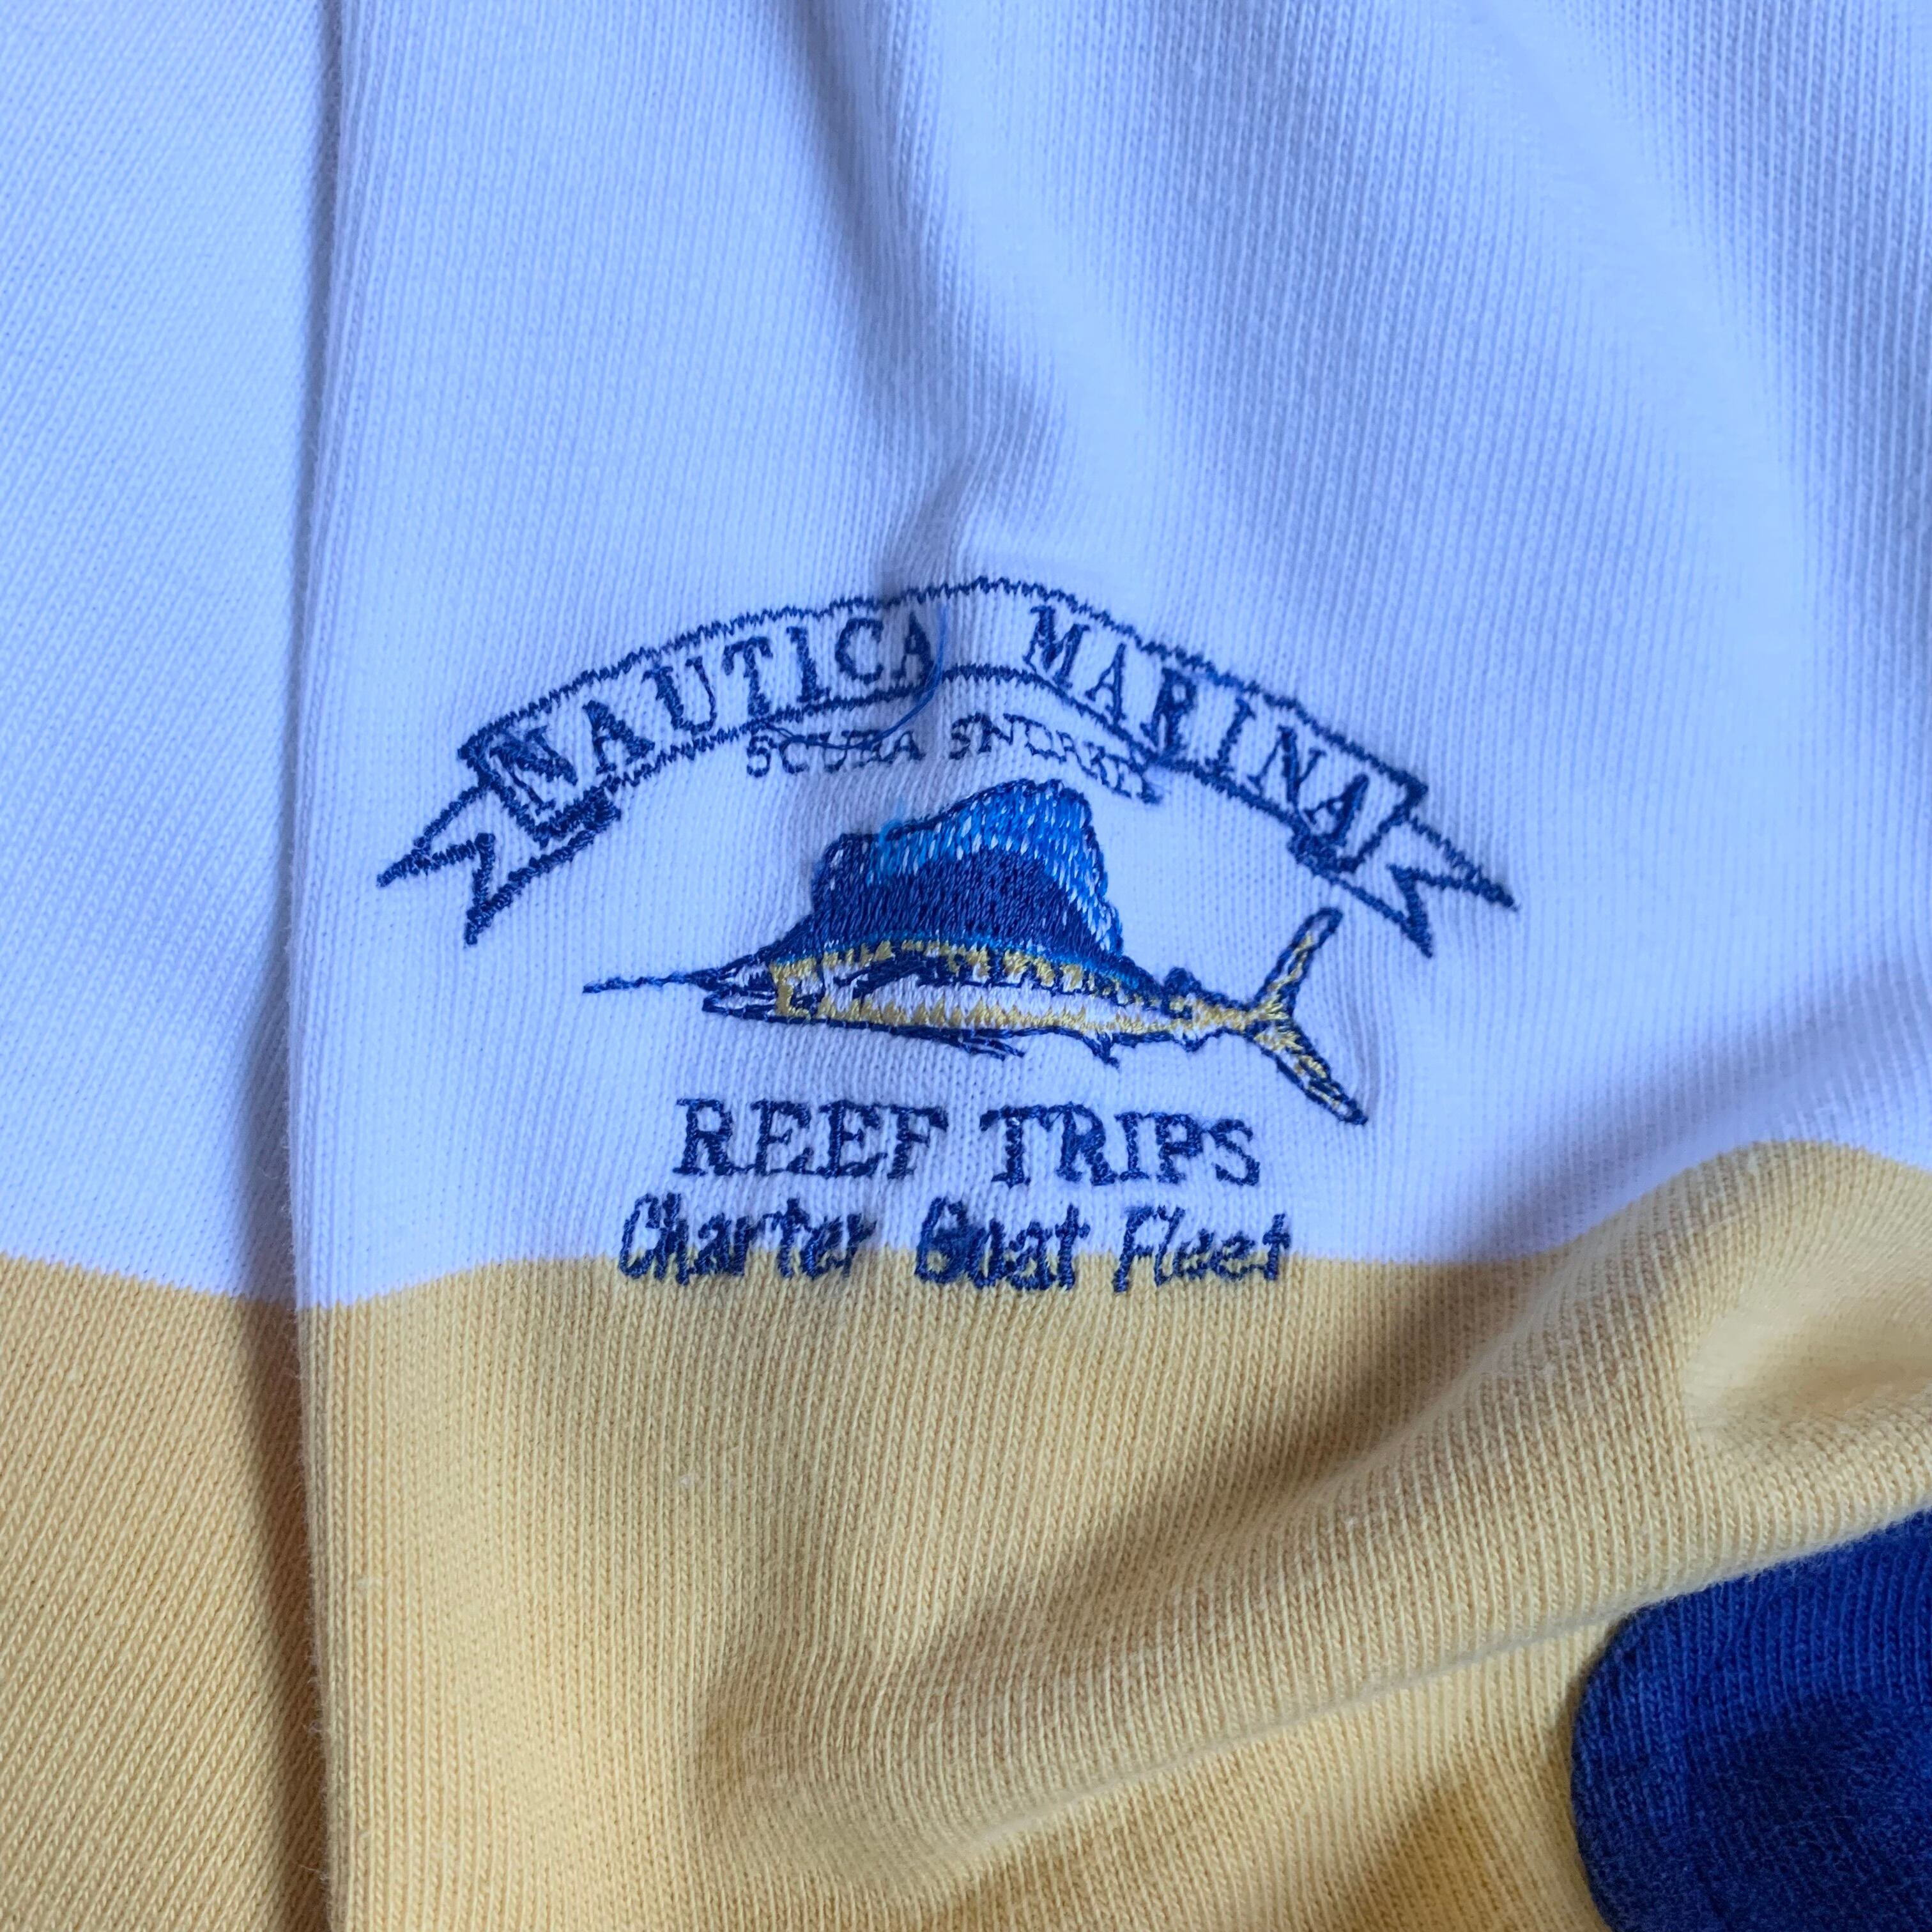 NAUTICA MARINA
SCUBA SNORKEL
REEF TRIPS
Charter Boat Fleet